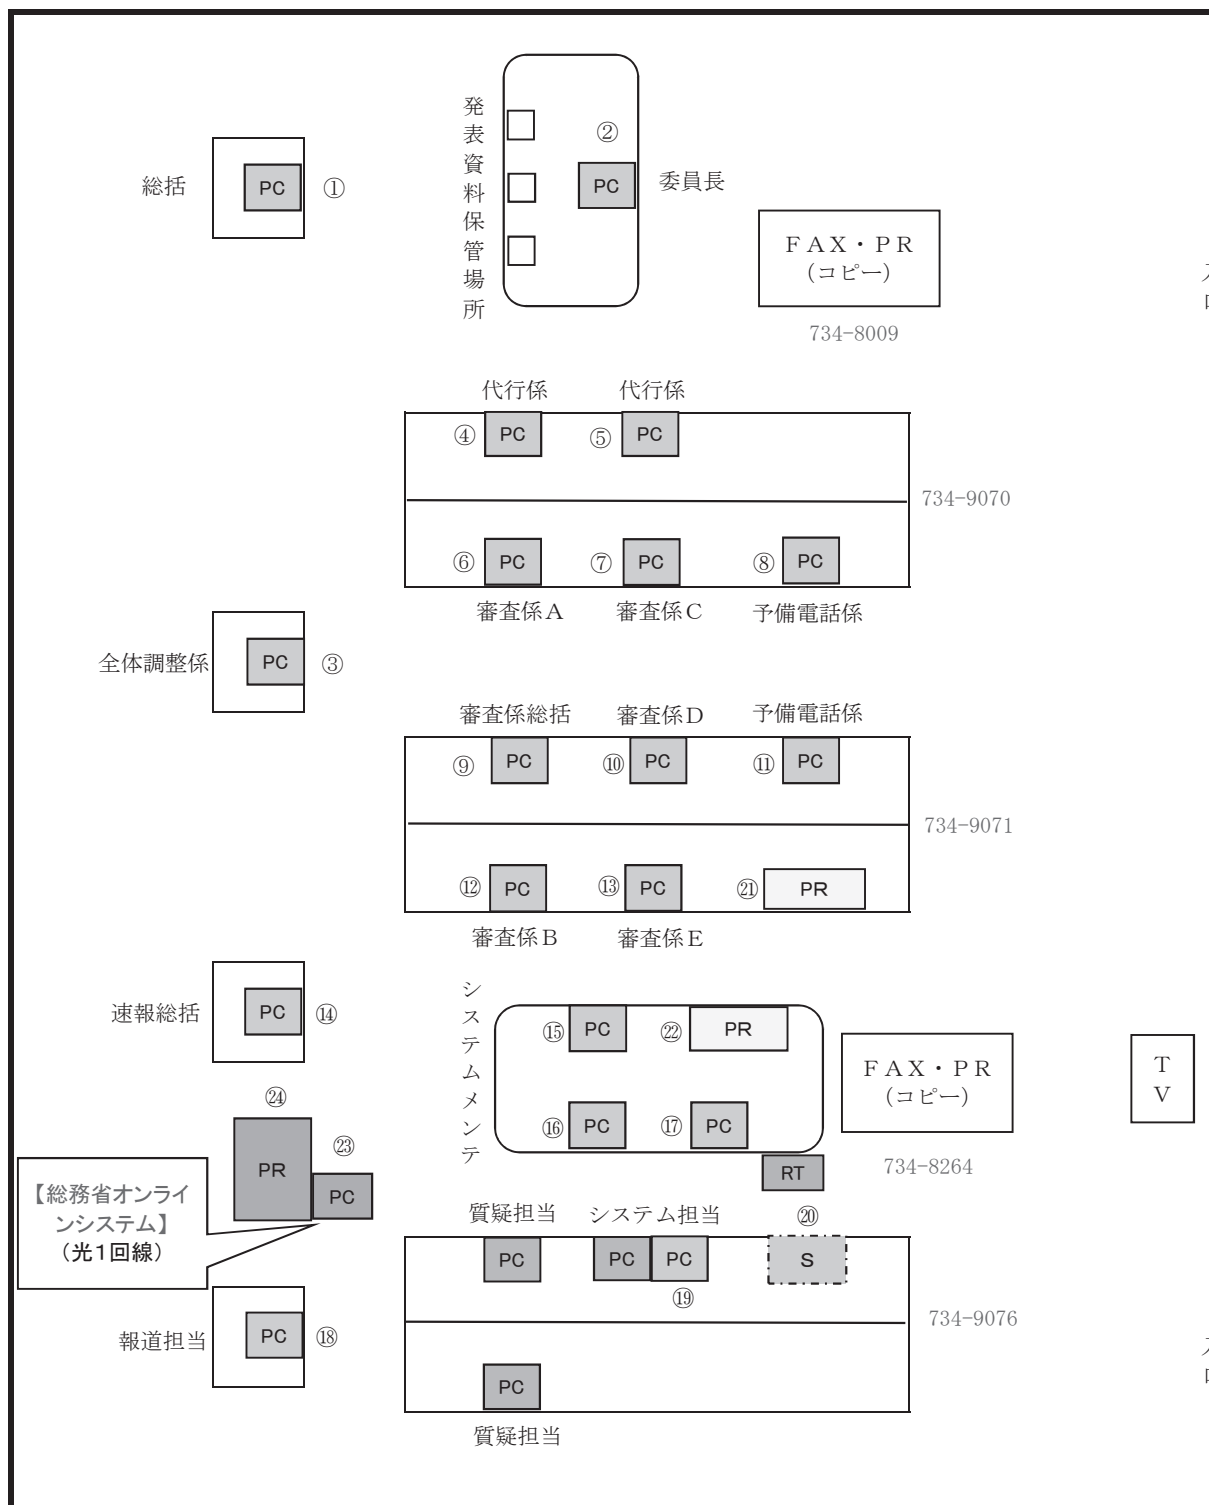 発表資料保管場所
②
PC
委員長
総括
PC
①
ＦＡＸ・ＰＲ
（コピー）
734-8009
代行係
代行係
④
PC
⑤
PC
734-9070
⑥
PC
⑦
PC
⑧
PC
審査係Ａ
審査係Ｃ
予備電話係
全体調整係
PC
③
審査係総括
審査係Ｄ
予備電話係
⑨
PC
⑩
PC
⑪
PC
734-9071
⑫
PC
⑬
PC
㉑
PR
審査係Ｂ
審査係Ｅ
速報総括
PC
⑭
システムメンテ
⑮
PC
㉒
PR
⑯
PC
⑰
PC
ＦＡＸ・ＰＲ
（コピー）
734-8264
ＴＶ
RT
⑳
㉔
PR
㉓
PC
【総務省オンライ
ンシステム】
（光１回線）
質疑担当
システム担当
PC
PC
PC
⑲
S
734-9076
報道担当
PC
⑱
PC
質疑担当